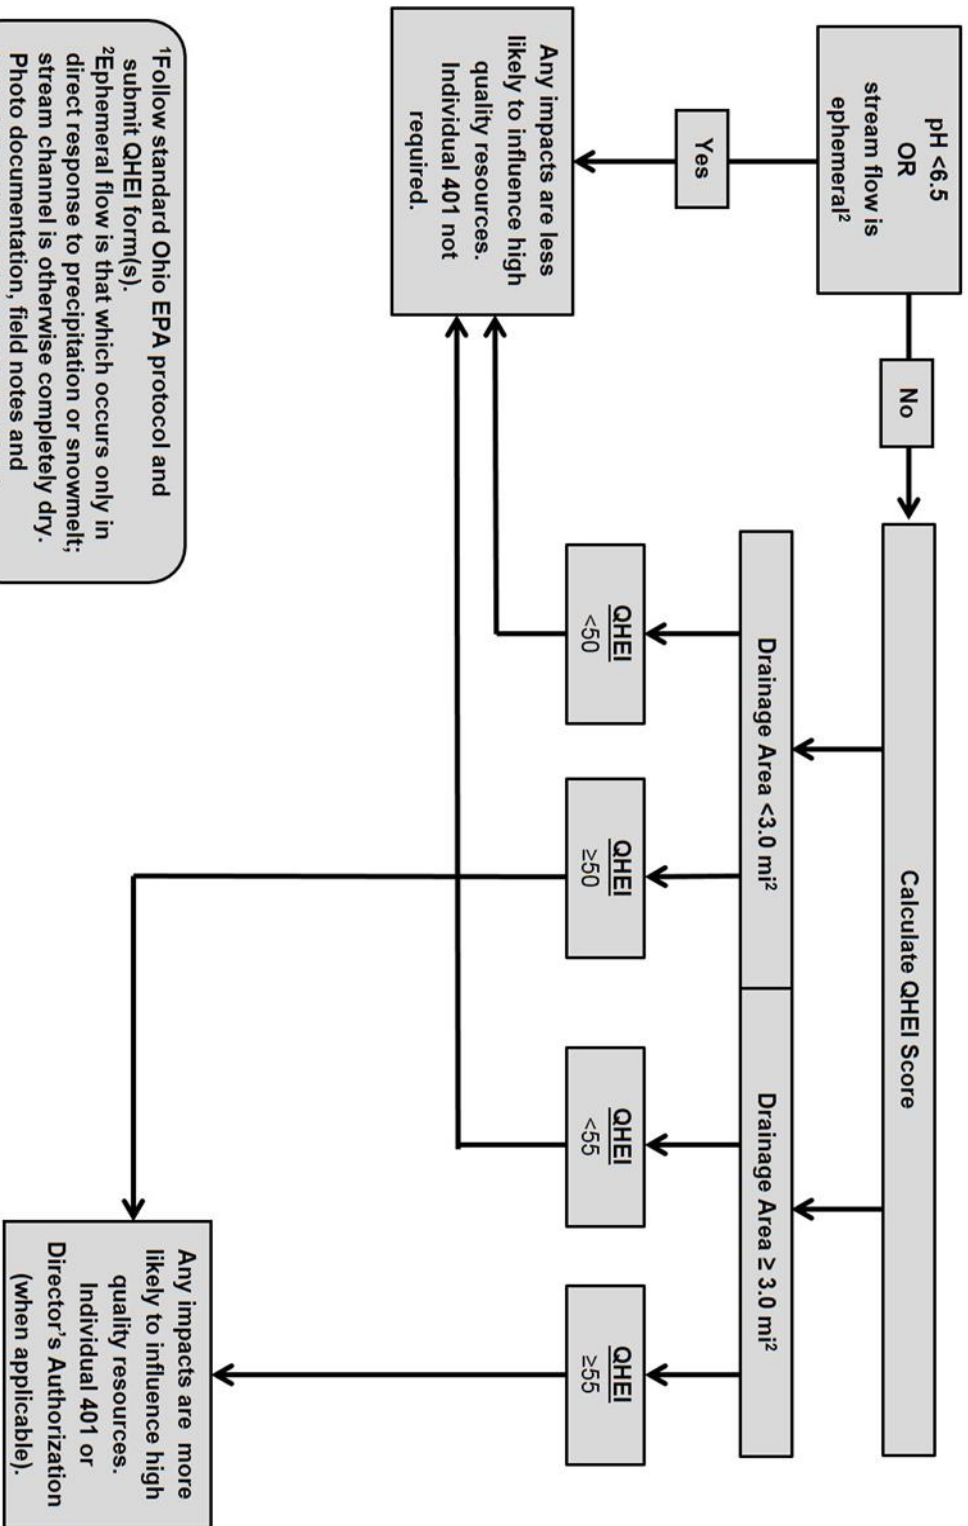 pH <6.5
OR
stream flow is
ephemeral²
No
Calculate QHEI Score
Yes
Drainage Area <3.0 mi²
Drainage Area ≥ 3.0 mi²
QHEI
<50
QHEI
≥50
QHEI
<55
QHEI
≥55
Any impacts are less
likely to influence high
quality resources.
Individual 401 not
required.
Any impacts are more
likely to influence high
quality resources.
Individual 401 or
Director's Authorization
(when applicable).
¹Follow standard Ohio EPA protocol and
submit QHEI form(s).
²Ephemeral flow is that which occurs only in
direct response to precipitation or snowmelt;
stream channel is otherwise completely dry.
Photo documentation, field notes and